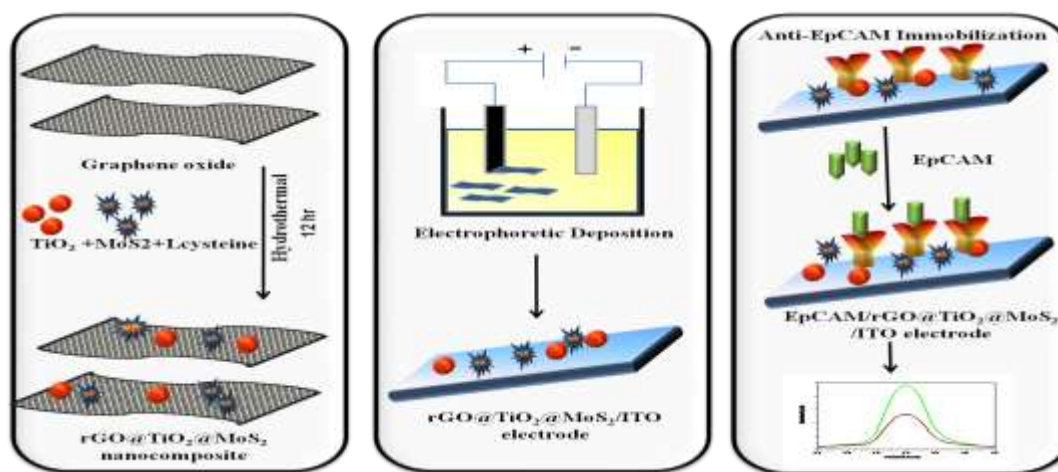 Graphene oxide
TiO₂ +MoS2+Lcysteine
Hydrothermal
12 hr
rGO@TiO₂@MoS₂
nanocomposite
+ −
Electrophoretic Deposition
rGO@TiO₂@MoS₂/ITO
electrode
Anti-EpCAM Immobilization
EpCAM
EpCAM/rGO@TiO₂@MoS₂
/ITO electrode